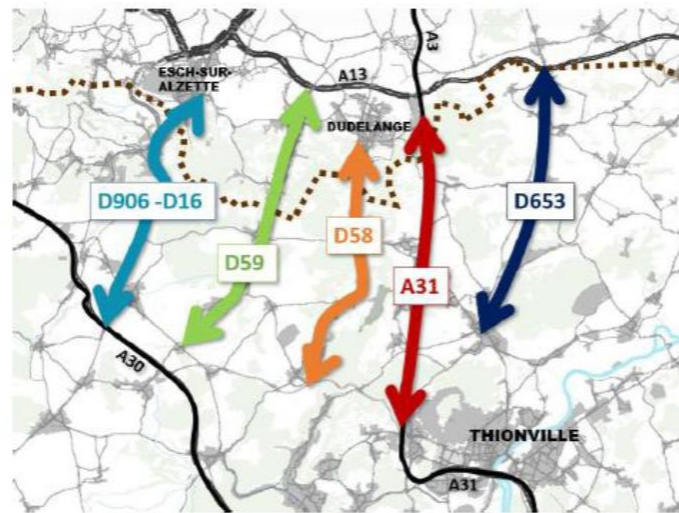 A3
ESCH-SUR-
ALZETTE
A13
DUDELANGE
D906 -D16
D653
D58
D59
A31
A30
THIONVILLE
A31